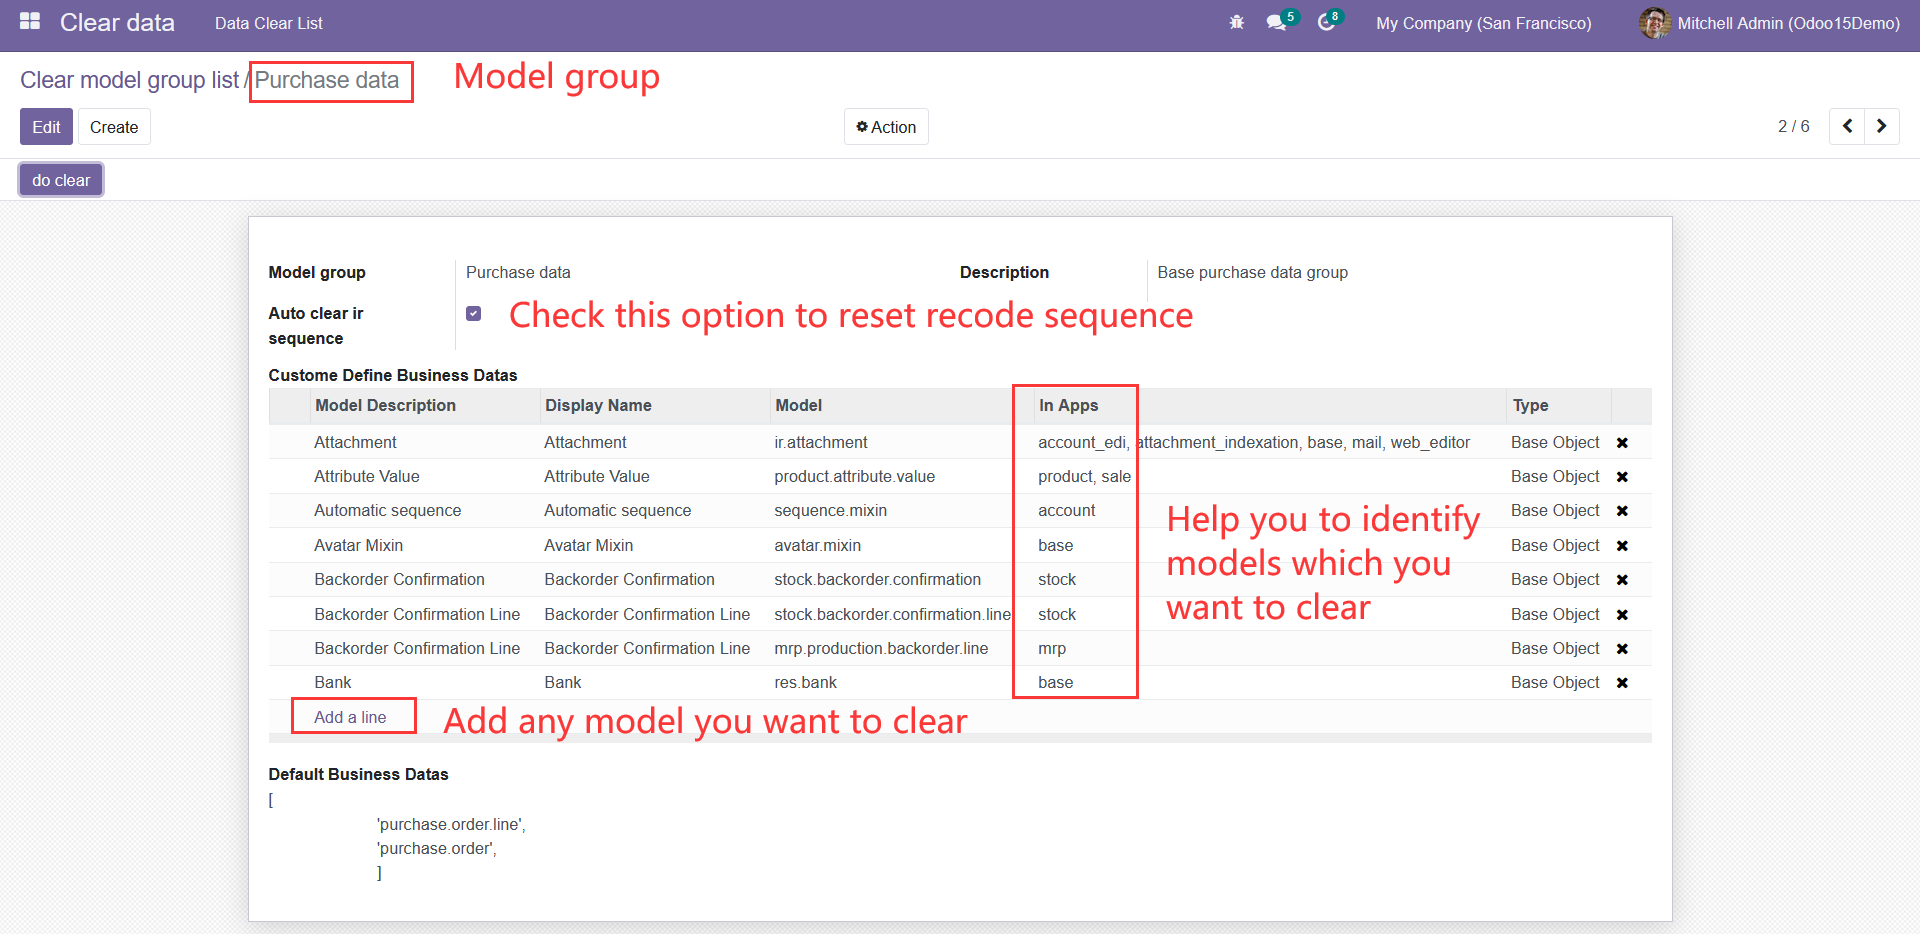 Clear data Data Clear List 5 8 My Company (San Francisco) Mitchell Admin (Odoo15Demo)
Clear model group list / Purchase data Model group
Edit Create Action 2 / 6
do clear
Model group Purchase data Description Base purchase data group
Auto clear ir sequence Check this option to reset recode sequence
Custome Define Business Datas
Model Description Display Name Model In Apps Type
Attachment Attachment ir.attachment account_edi, attachment_indexation, base, mail, web_editor Base Object
Attribute Value Attribute Value product.attribute.value product, sale Base Object
Automatic sequence Automatic sequence sequence.mixin account Base Object
Avatar Mixin Avatar Mixin avatar.mixin base Base Object
Backorder Confirmation Backorder Confirmation stock.backorder.confirmation stock Base Object
Backorder Confirmation Line Backorder Confirmation Line stock.backorder.confirmation.line stock Base Object
Backorder Confirmation Line Backorder Confirmation Line mrp.production.backorder.line mrp Base Object
Bank Bank res.bank base Base Object
Help you to identify
models which you
want to clear
Add a line Add any model you want to clear
Default Business Datas
[
'purchase.order.line',
'purchase.order',
]